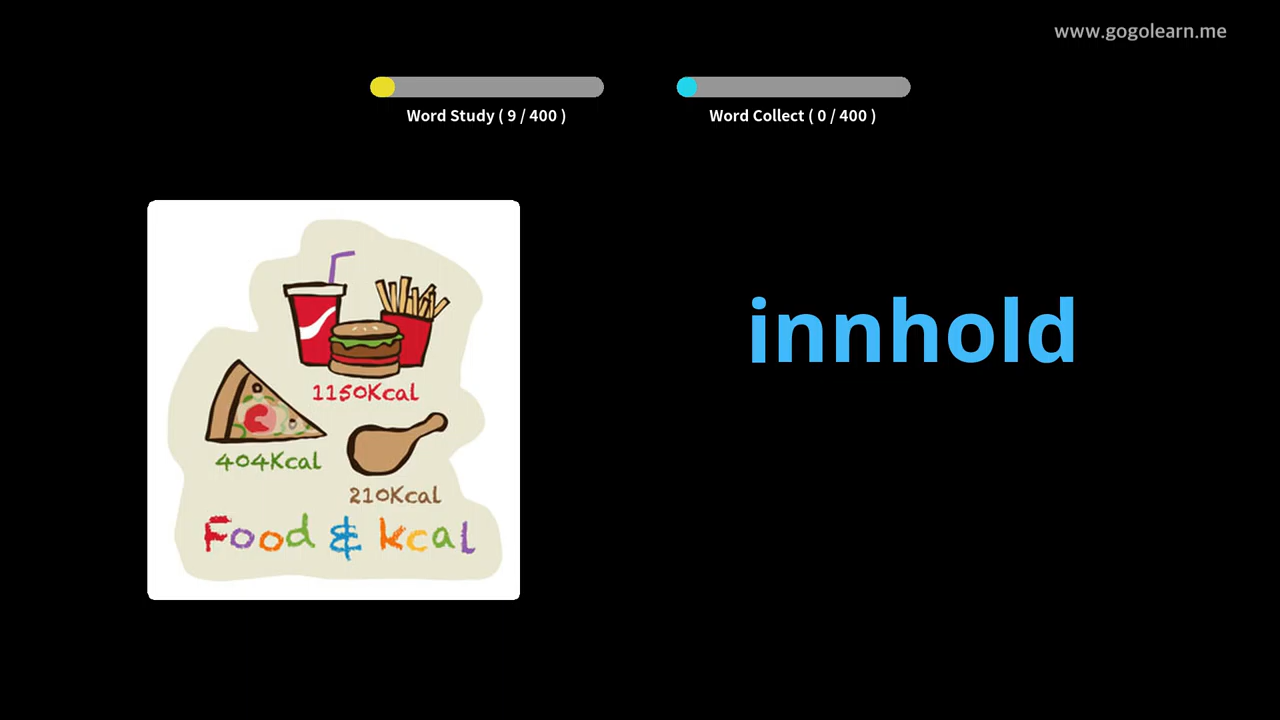 www.gogolearn.me
Word Study ( 9 / 400 )
Word Collect ( 0 / 400 )
innhold
1150Kcal
404Kcal
210Kcal
Food & kcal